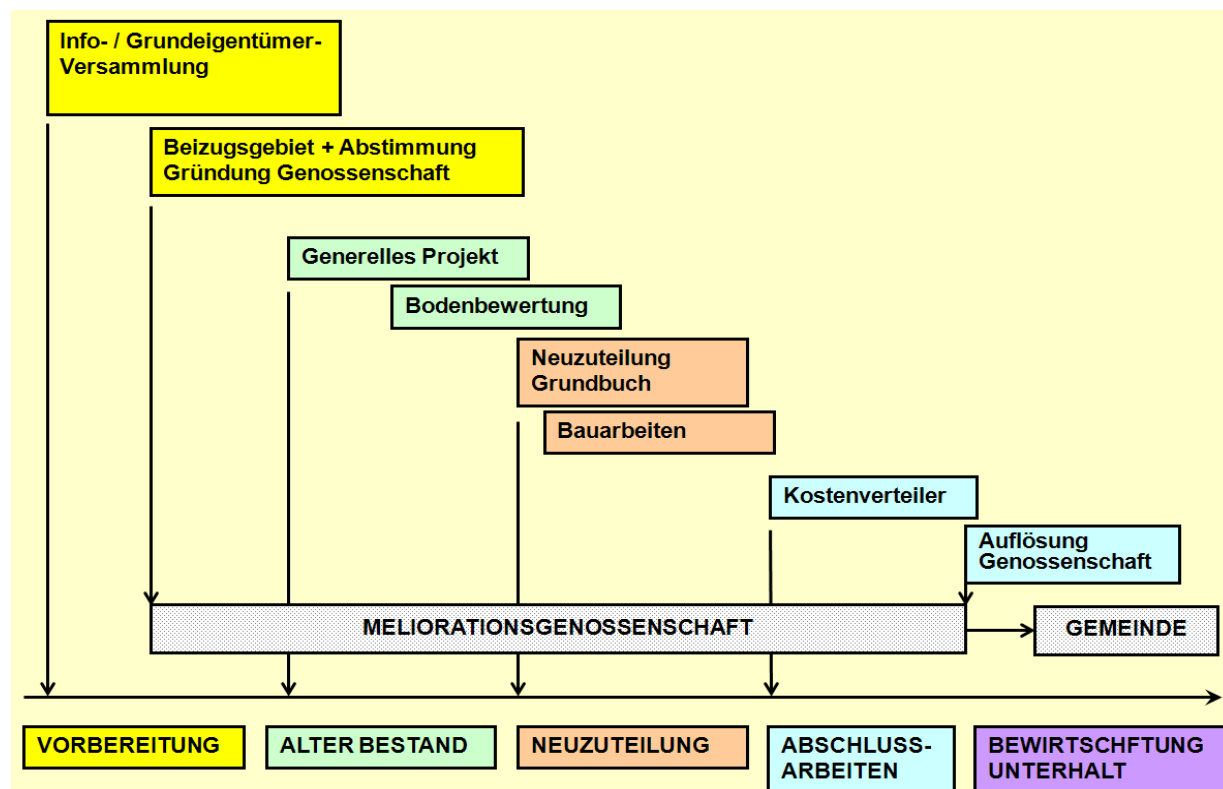 Info- / Grundeigentümer-
Versammlung
Beizugsgebiet + Abstimmung
Gründung Genossenschaft
Generelles Projekt
Bodenbewertung
Neuzuteilung
Grundbuch
Bauarbeiten
Kostenverteiler
Auflösung
Genossenschaft
MELIORATIONSGENOSSENSCHAFT
GEMEINDE
VORBEREITUNG
ALTER BESTAND
NEUZUTEILUNG
ABSCHLUSS-
ARBEITEN
BEWIRTSCHFTUNG
UNTERHALT